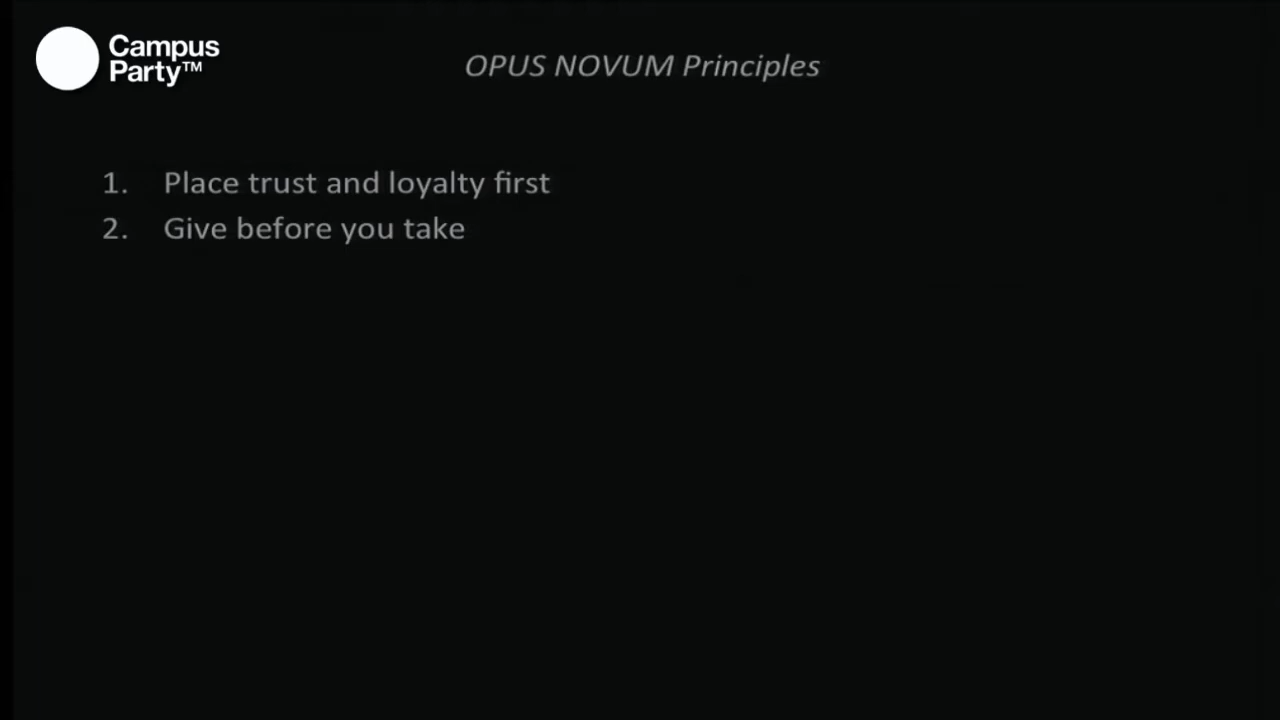 Campus
Party™
OPUS NOVUM Principles
1. Place trust and loyalty first
2. Give before you take